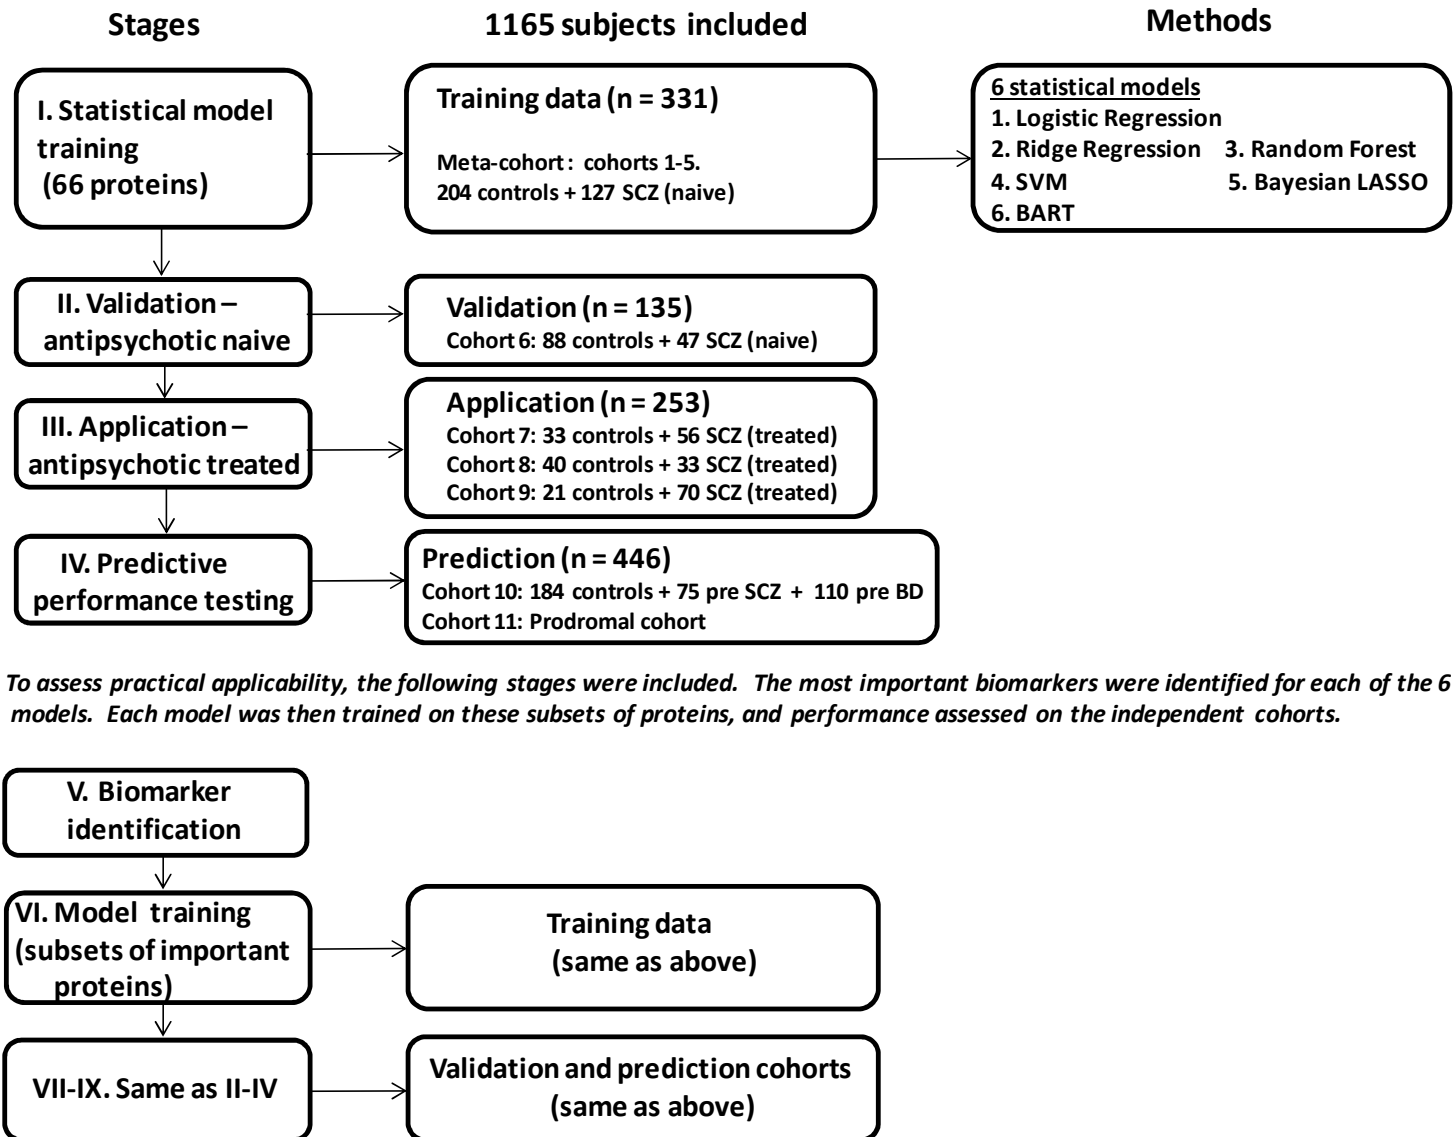 Stages
1165 subjects included
Methods
I. Statistical model
training
(66 proteins)
Training data (n = 331)
Meta-cohort: cohorts 1-5.
204 controls + 127 SCZ (naive)
6 statistical models
1. Logistic Regression
2. Ridge Regression 3. Random Forest
4. SVM 5. Bayesian LASSO
6. BART
II. Validation –
antipsychotic naive
Validation (n = 135)
Cohort 6: 88 controls + 47 SCZ (naive)
III. Application –
antipsychotic treated
Application (n = 253)
Cohort 7: 33 controls + 56 SCZ (treated)
Cohort 8: 40 controls + 33 SCZ (treated)
Cohort 9: 21 controls + 70 SCZ (treated)
IV. Predictive
performance testing
Prediction (n = 446)
Cohort 10: 184 controls + 75 pre SCZ + 110 pre BD
Cohort 11: Prodromal cohort
To assess practical applicability, the following stages were included. The most important biomarkers were identified for each of the 6
models. Each model was then trained on these subsets of proteins, and performance assessed on the independent cohorts.
V. Biomarker
identification
VI. Model training
(subsets of important
proteins)
Training data
(same as above)
VII-IX. Same as II-IV
Validation and prediction cohorts
(same as above)